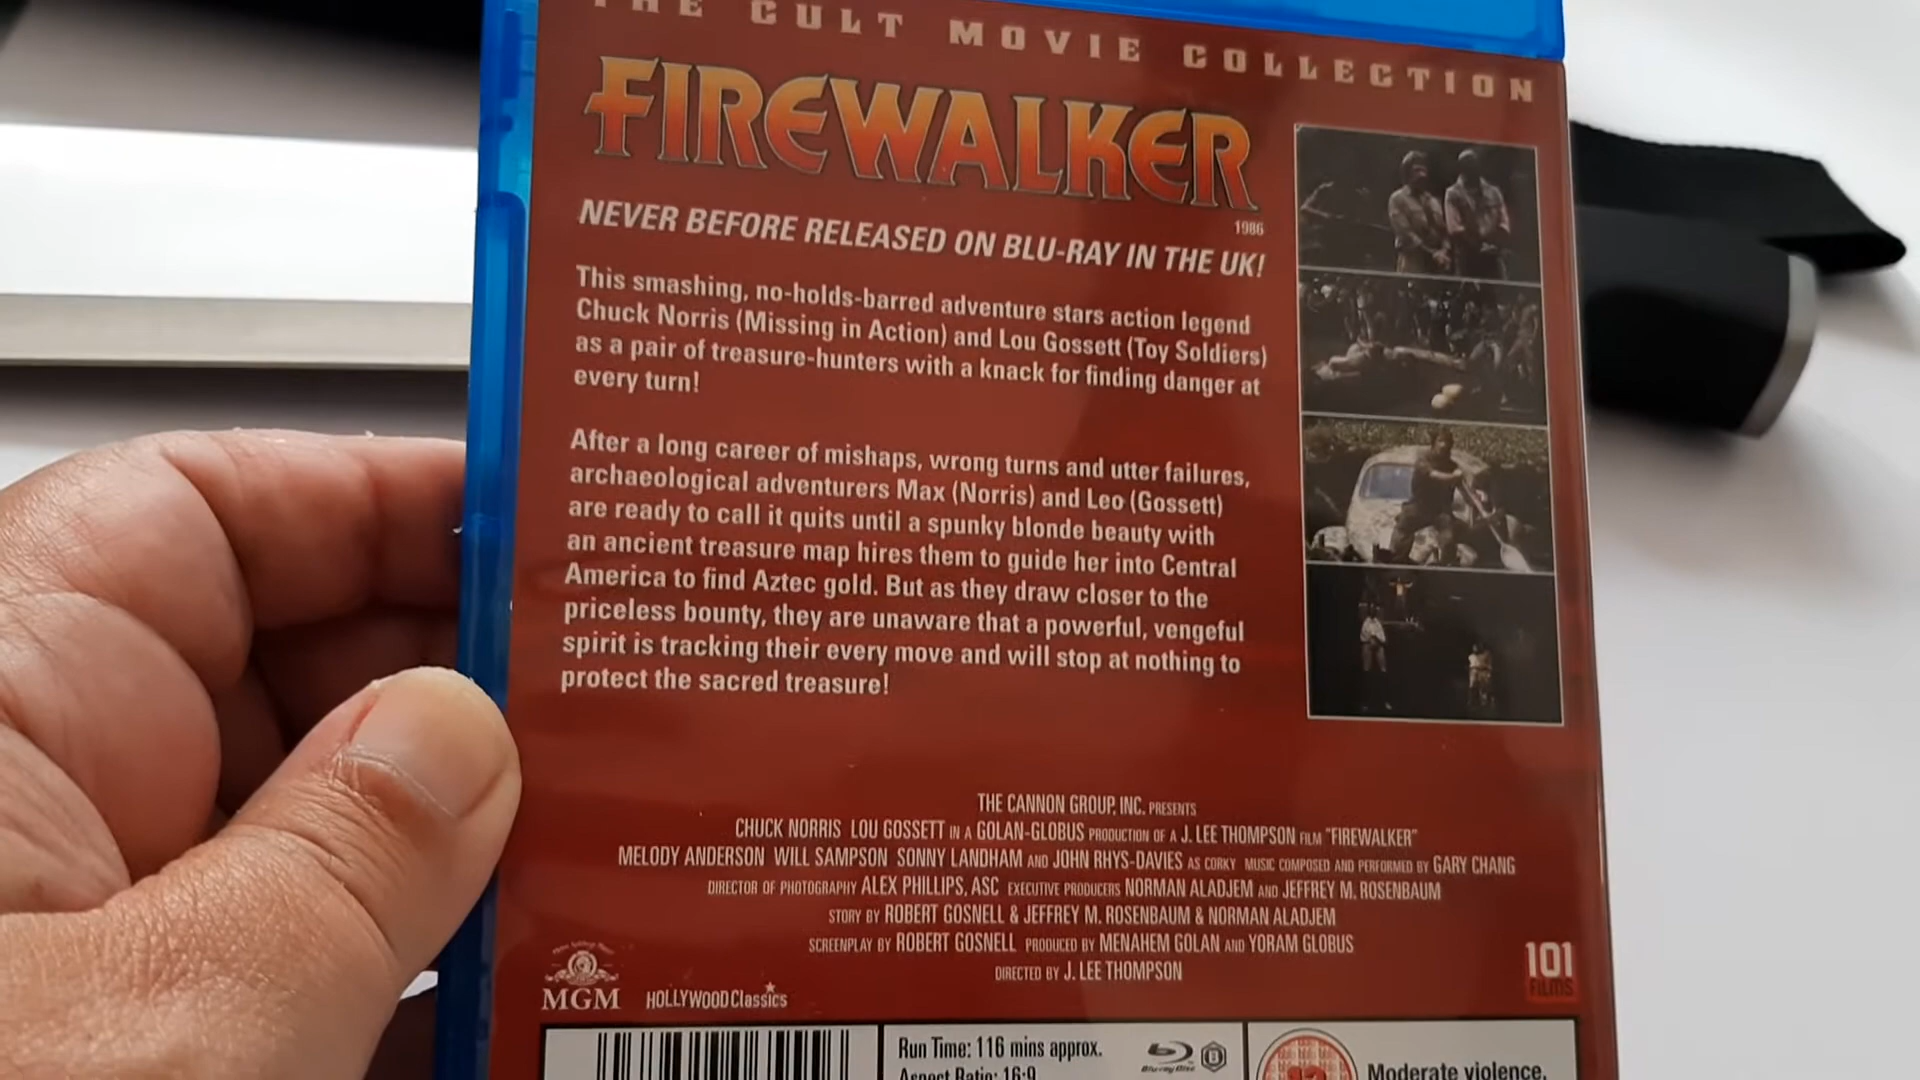 THE CULT MOVIE COLLECTION
FIREWALKER
1986
NEVER BEFORE RELEASED ON BLU-RAY IN THE UK!
This smashing, no-holds-barred adventure stars action legend
Chuck Norris (Missing in Action) and Lou Gossett (Toy Soldiers)
as a pair of treasure-hunters with a knack for finding danger at
every turn!
After a long career of mishaps, wrong turns and utter failures,
archaeological adventurers Max (Norris) and Leo (Gossett)
are ready to call it quits until a spunky blonde beauty with
an ancient treasure map hires them to guide her into Central
America to find Aztec gold. But as they draw closer to the
priceless bounty, they are unaware that a powerful, vengeful
spirit is tracking their every move and will stop at nothing to
protect the sacred treasure!
THE CANNON GROUP, INC. PRESENTS
CHUCK NORRIS LOU GOSSETT IN A GOLAN-GLOBUS PRODUCTION OF A J. LEE THOMPSON FILM "FIREWALKER"
MELODY ANDERSON WILL SAMPSON SONNY LANDHAM AND JOHN RHYS-DAVIES AS CORKY MUSIC COMPOSED AND PERFORMED BY GARY CHANG
DIRECTOR OF PHOTOGRAPHY ALEX PHILLIPS, ASC EXECUTIVE PRODUCERS NORMAN ALADJEM AND JEFFREY M. ROSENBAUM
STORY BY ROBERT GOSNELL & JEFFREY M. ROSENBAUM & NORMAN ALADJEM
SCREENPLAY BY ROBERT GOSNELL PRODUCED BY MENAHEM GOLAN AND YORAM GLOBUS
DIRECTED BY J. LEE THOMPSON
MGM HOLLYWOOD Classics
101
FILMS
Run Time: 116 mins approx.
Aspect Ratio: 16:9
Blu-ray Disc
B
12
Moderate violence,